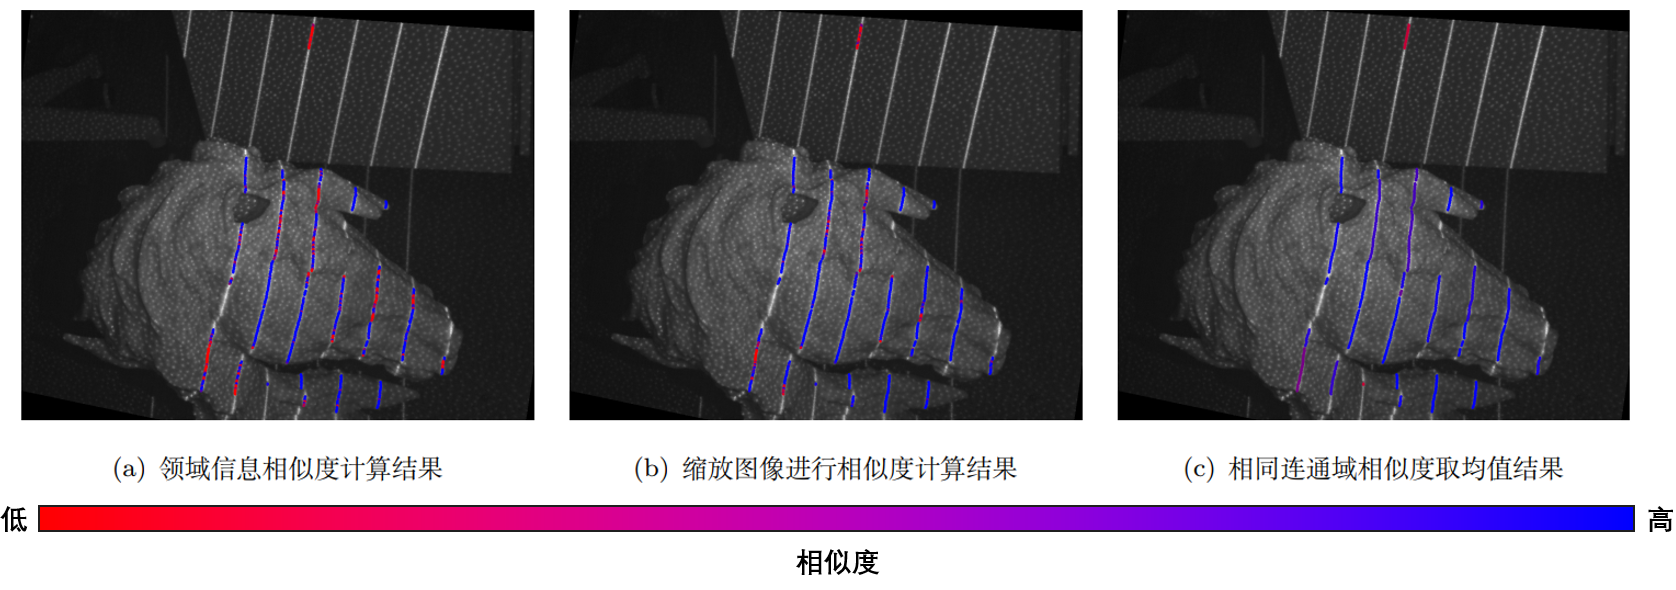 (a) 领域信息相似度计算结果
(b) 缩放图像进行相似度计算结果
(c) 相同连通域相似度取均值结果
低
高
相似度